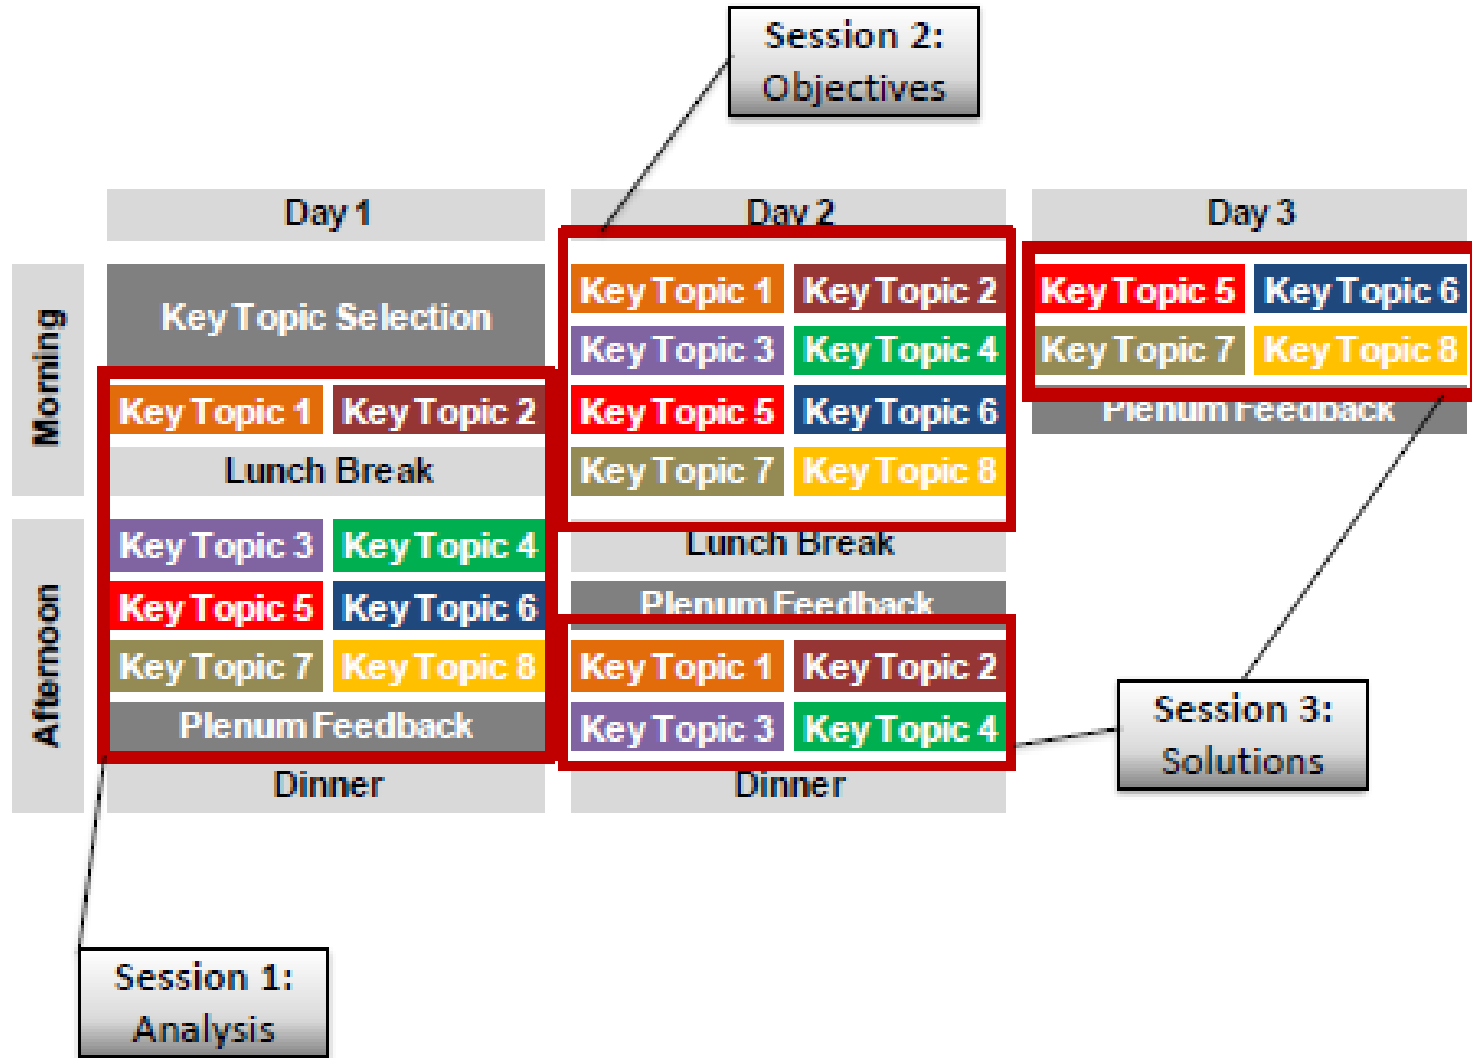 Session 2:
Objectives
Day 1
Day 2
Day 3
Morning
Key Topic Selection
Key Topic 1
Key Topic 2
Lunch Break
Afternoon
Key Topic 3
Key Topic 4
Key Topic 5
Key Topic 6
Key Topic 7
Key Topic 8
Plenum Feedback
Dinner
Key Topic 1
Key Topic 2
Key Topic 3
Key Topic 4
Key Topic 5
Key Topic 6
Key Topic 7
Key Topic 8
Lunch Break
Plenum Feedback
Key Topic 1
Key Topic 2
Key Topic 3
Key Topic 4
Dinner
Key Topic 5
Key Topic 6
Key Topic 7
Key Topic 8
Plenum Feedback
Session 3:
Solutions
Session 1:
Analysis